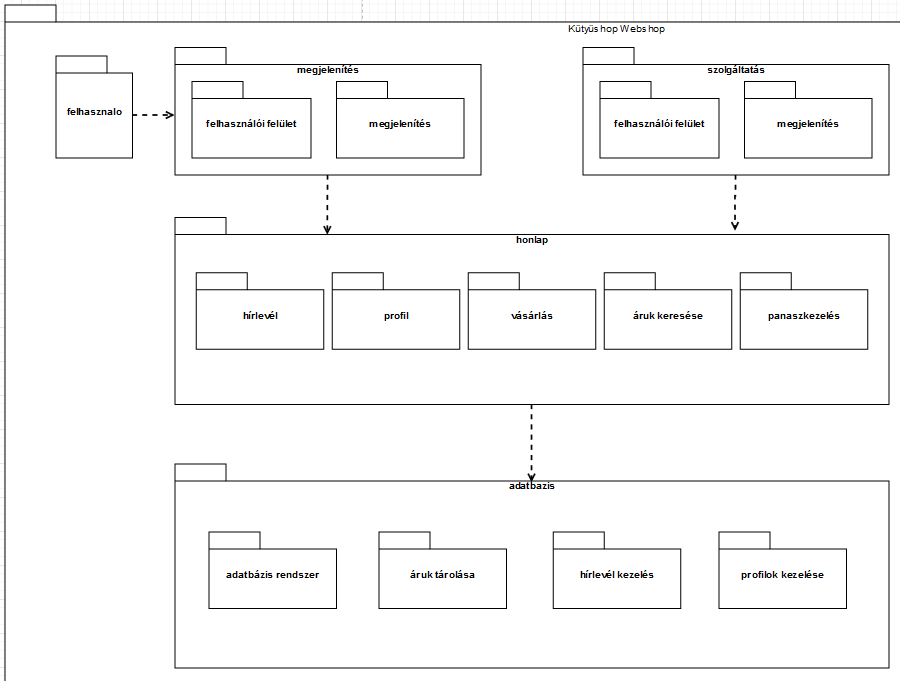 Kütyüshop Webshop
megjelenítés
szolgáltatás
felhasznalo
felhasználói felület
megjelenítés
felhasználói felület
megjelenítés
honlap
hírlevél
profil
vásárlás
áruk keresése
panaszkezelés
adatbázis
adatbázis rendszer
áruk tárolása
hírlevél kezelés
profilok kezelése